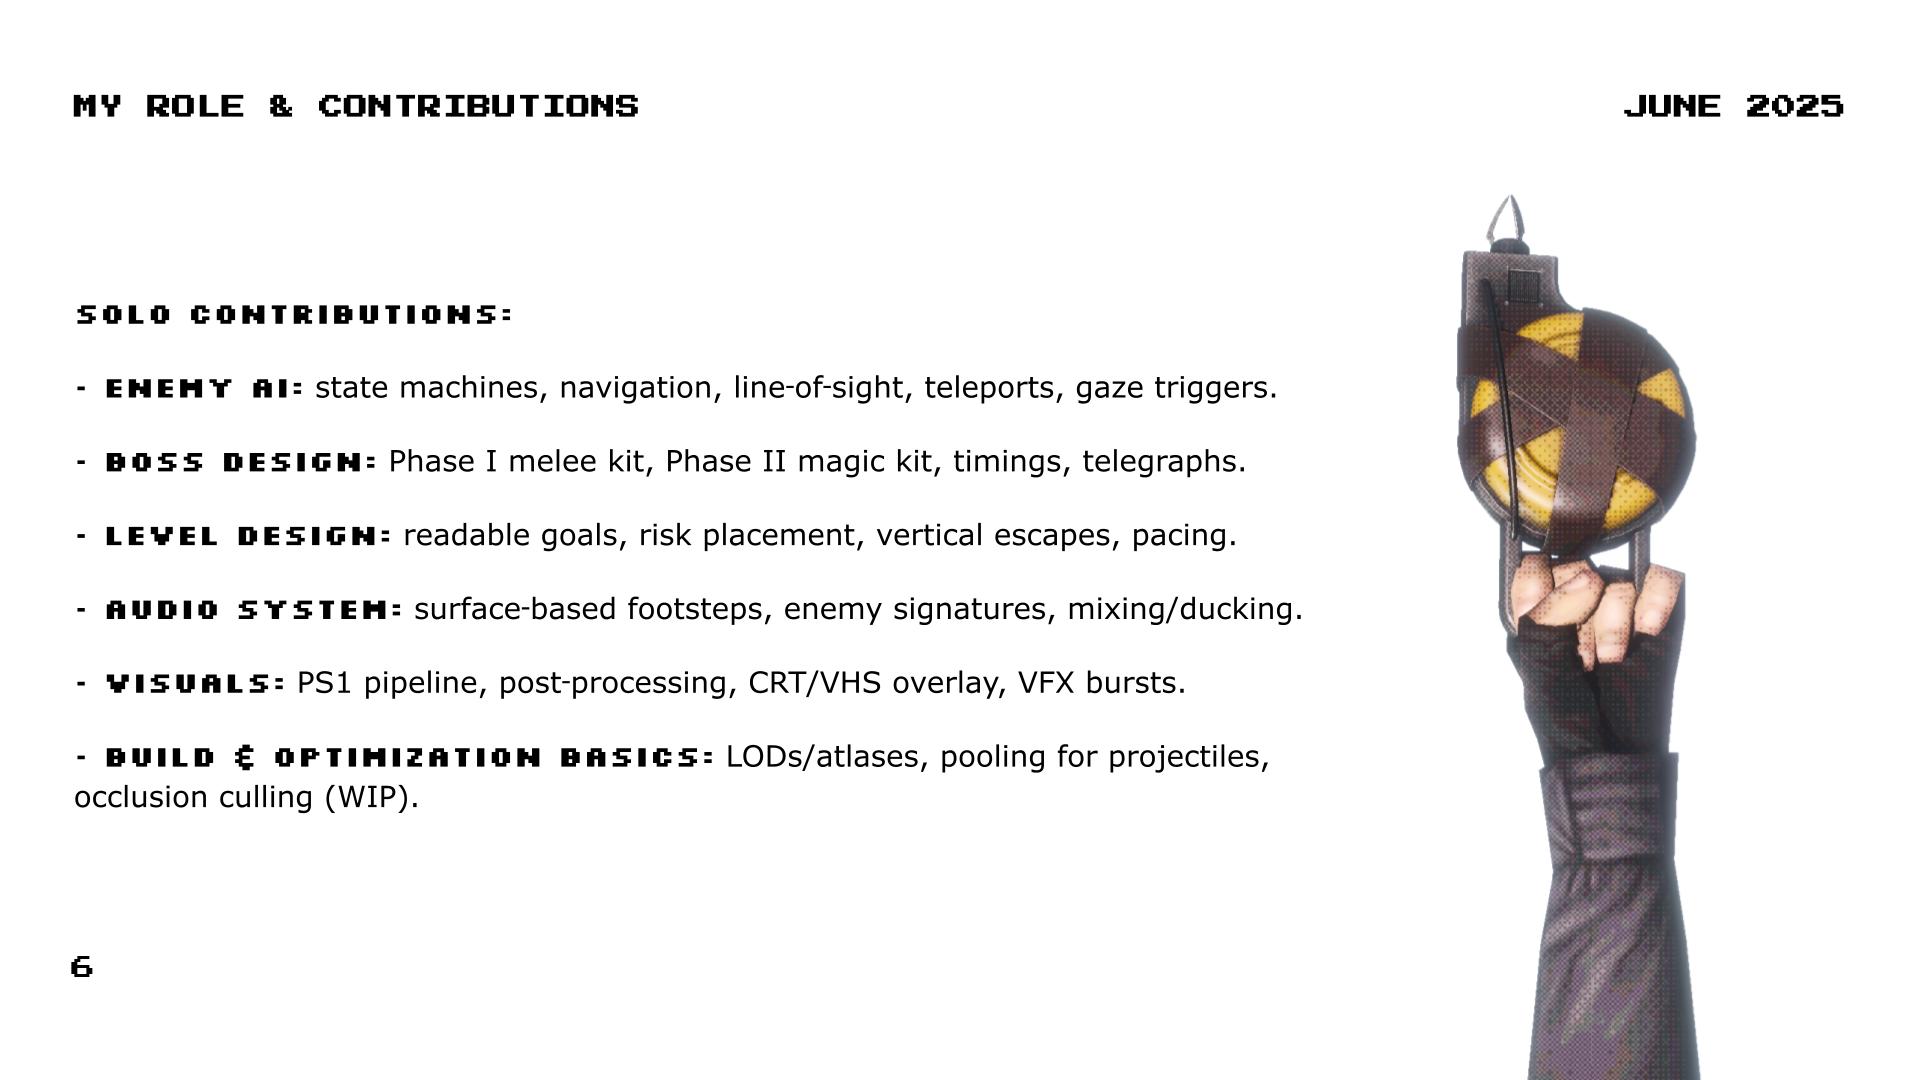 MY ROLE & CONTRIBUTIONS
JUNE 2025
SOLO CONTRIBUTIONS:
- ENEMY AI: state machines, navigation, line-of-sight, teleports, gaze triggers.
- BOSS DESIGN: Phase I melee kit, Phase II magic kit, timings, telegraphs.
- LEVEL DESIGN: readable goals, risk placement, vertical escapes, pacing.
- AUDIO SYSTEM: surface-based footsteps, enemy signatures, mixing/ducking.
- VISUALS: PS1 pipeline, post-processing, CRT/VHS overlay, VFX bursts.
- BUILD & OPTIMIZATION BASICS: LODs/atlases, pooling for projectiles,
occlusion culling (WIP).
6